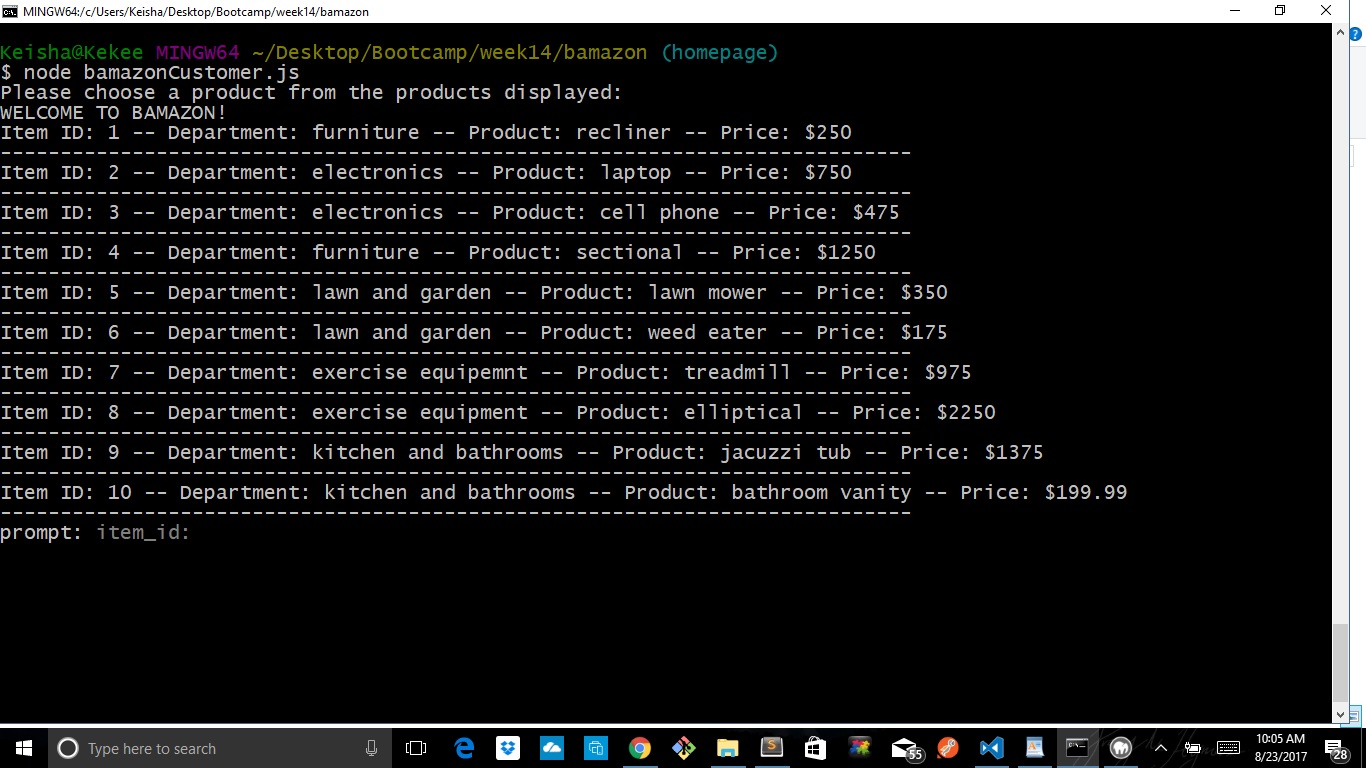 MINGW64:/c/Users/Keisha/Desktop/Bootcamp/week14/bamazon
Keisha@Kekee MINGW64 ~/Desktop/Bootcamp/week14/bamazon (homepage)
$ node bamazonCustomer.js
Please choose a product from the products displayed:
WELCOME TO BAMAZON!
Item ID: 1 -- Department: furniture -- Product: recliner -- Price: $250
----------------------------------------------------------------------------
Item ID: 2 -- Department: electronics -- Product: laptop -- Price: $750
----------------------------------------------------------------------------
Item ID: 3 -- Department: electronics -- Product: cell phone -- Price: $475
----------------------------------------------------------------------------
Item ID: 4 -- Department: furniture -- Product: sectional -- Price: $1250
----------------------------------------------------------------------------
Item ID: 5 -- Department: lawn and garden -- Product: lawn mower -- Price: $350
----------------------------------------------------------------------------
Item ID: 6 -- Department: lawn and garden -- Product: weed eater -- Price: $175
----------------------------------------------------------------------------
Item ID: 7 -- Department: exercise equipemnt -- Product: treadmill -- Price: $975
----------------------------------------------------------------------------
Item ID: 8 -- Department: exercise equipment -- Product: elliptical -- Price: $2250
----------------------------------------------------------------------------
Item ID: 9 -- Department: kitchen and bathrooms -- Product: jacuzzi tub -- Price: $1375
----------------------------------------------------------------------------
Item ID: 10 -- Department: kitchen and bathrooms -- Product: bathroom vanity -- Price: $199.99
----------------------------------------------------------------------------
prompt: item_id:
Type here to search
55
10:05 AM
8/23/2017
28